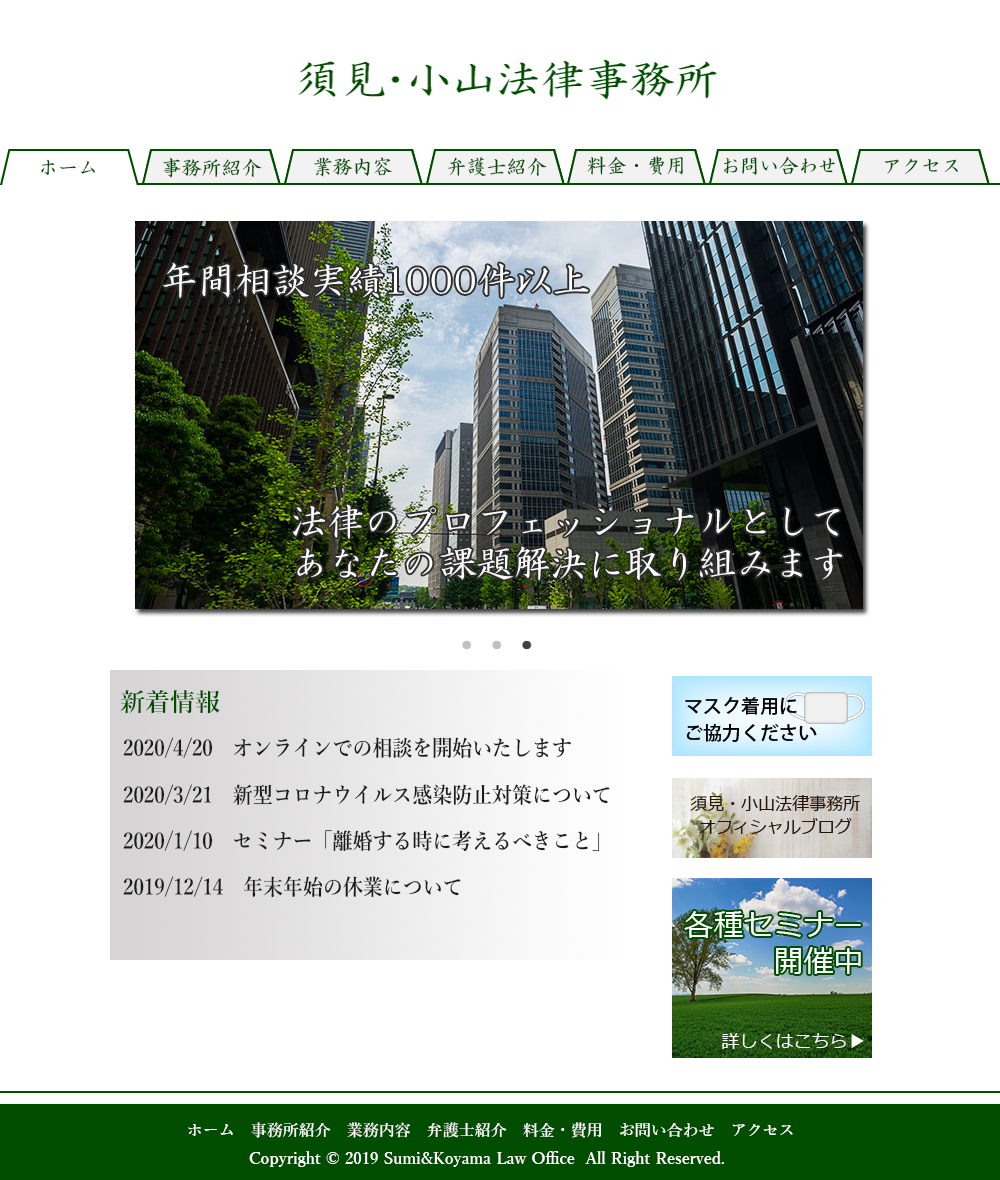 須見・小山法律事務所
ホーム
事務所紹介
業務内容
弁護士紹介
料金・費用
お問い合わせ
アクセス
年間相談実績1000件以上
法律のプロフェッショナルとして
あなたの課題解決に取り組みます
新着情報
2020/4/20 オンラインでの相談を開始いたします
2020/3/21 新型コロナウイルス感染防止対策について
2020/1/10 セミナー「離婚する時に考えるべきこと」
2019/12/14 年末年始の休業について
マスク着用に
ご協力ください
須見・小山法律事務所
オフィシャルブログ
各種セミナー
開催中
詳しくはこちら▶
ホーム 事務所紹介 業務内容 弁護士紹介 料金・費用 お問い合わせ アクセス
Copyright © 2019 Sumi&Koyama Law Office All Right Reserved.